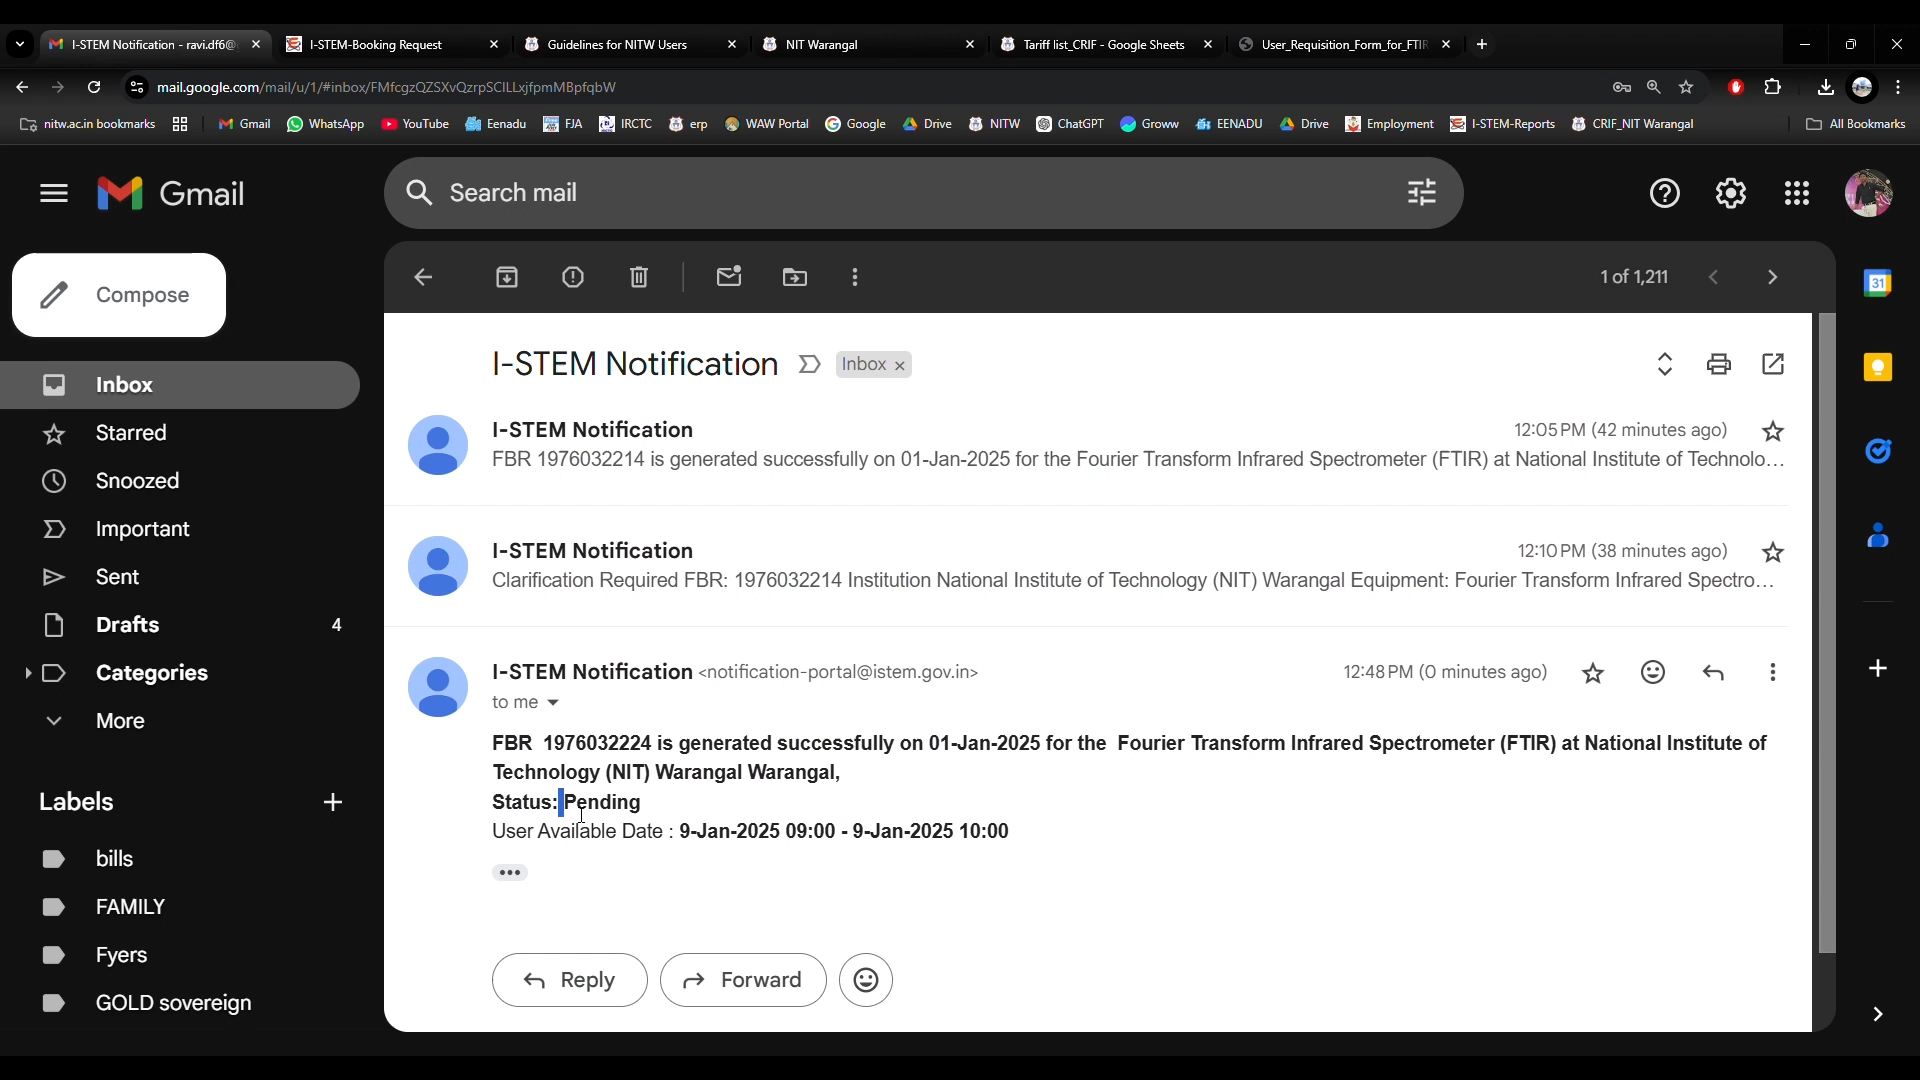 I-STEM Notification - ravi.df6@
I-STEM-Booking Request
Guidelines for NITW Users
NIT Warangal
Tariff list_CRIF - Google Sheets
User_Requisition_Form_for_FTIR
mail.google.com/mail/u/1/#inbox/FMfcgzQZSXvQzrpSCILLxjfpmMBpfqbW
nitw.ac.in bookmarks
Gmail
WhatsApp
YouTube
Eenadu
FJA
IRCTC
erp
WAW Portal
Google
Drive
NITW
ChatGPT
Groww
EENADU
Drive
Employment
I-STEM-Reports
CRIF_NIT Warangal
All Bookmarks
Gmail
Search mail
Compose
1 of 1,211
Inbox
Starred
Snoozed
Important
Sent
Drafts 4
Categories
More
Labels
bills
FAMILY
Fyers
GOLD sovereign
I-STEM Notification Inbox
I-STEM Notification 12:05 PM (42 minutes ago)
FBR 1976032214 is generated successfully on 01-Jan-2025 for the Fourier Transform Infrared Spectrometer (FTIR) at National Institute of Technolo...
I-STEM Notification 12:10 PM (38 minutes ago)
Clarification Required FBR: 1976032214 Institution National Institute of Technology (NIT) Warangal Equipment: Fourier Transform Infrared Spectro...
I-STEM Notification <notification-portal@istem.gov.in> 12:48 PM (0 minutes ago)
to me
FBR 1976032224 is generated successfully on 01-Jan-2025 for the Fourier Transform Infrared Spectrometer (FTIR) at National Institute of
Technology (NIT) Warangal Warangal,
Status: Pending
User Available Date : 9-Jan-2025 09:00 - 9-Jan-2025 10:00
Reply
Forward
31